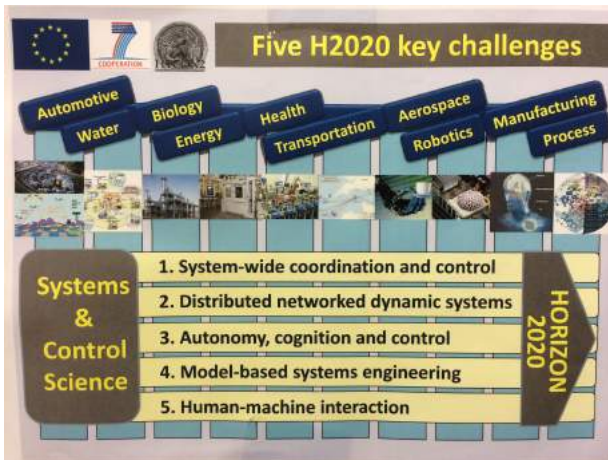 7
COOPERATION
Five H2020 key challenges
Automotive
Water
Biology
Energy
Health
Transportation
Aerospace
Robotics
Manufacturing
Process
Systems
&
Control
Science
1. System-wide coordination and control
2. Distributed networked dynamic systems
3. Autonomy, cognition and control
4. Model-based systems engineering
5. Human-machine interaction
HORIZON
2020